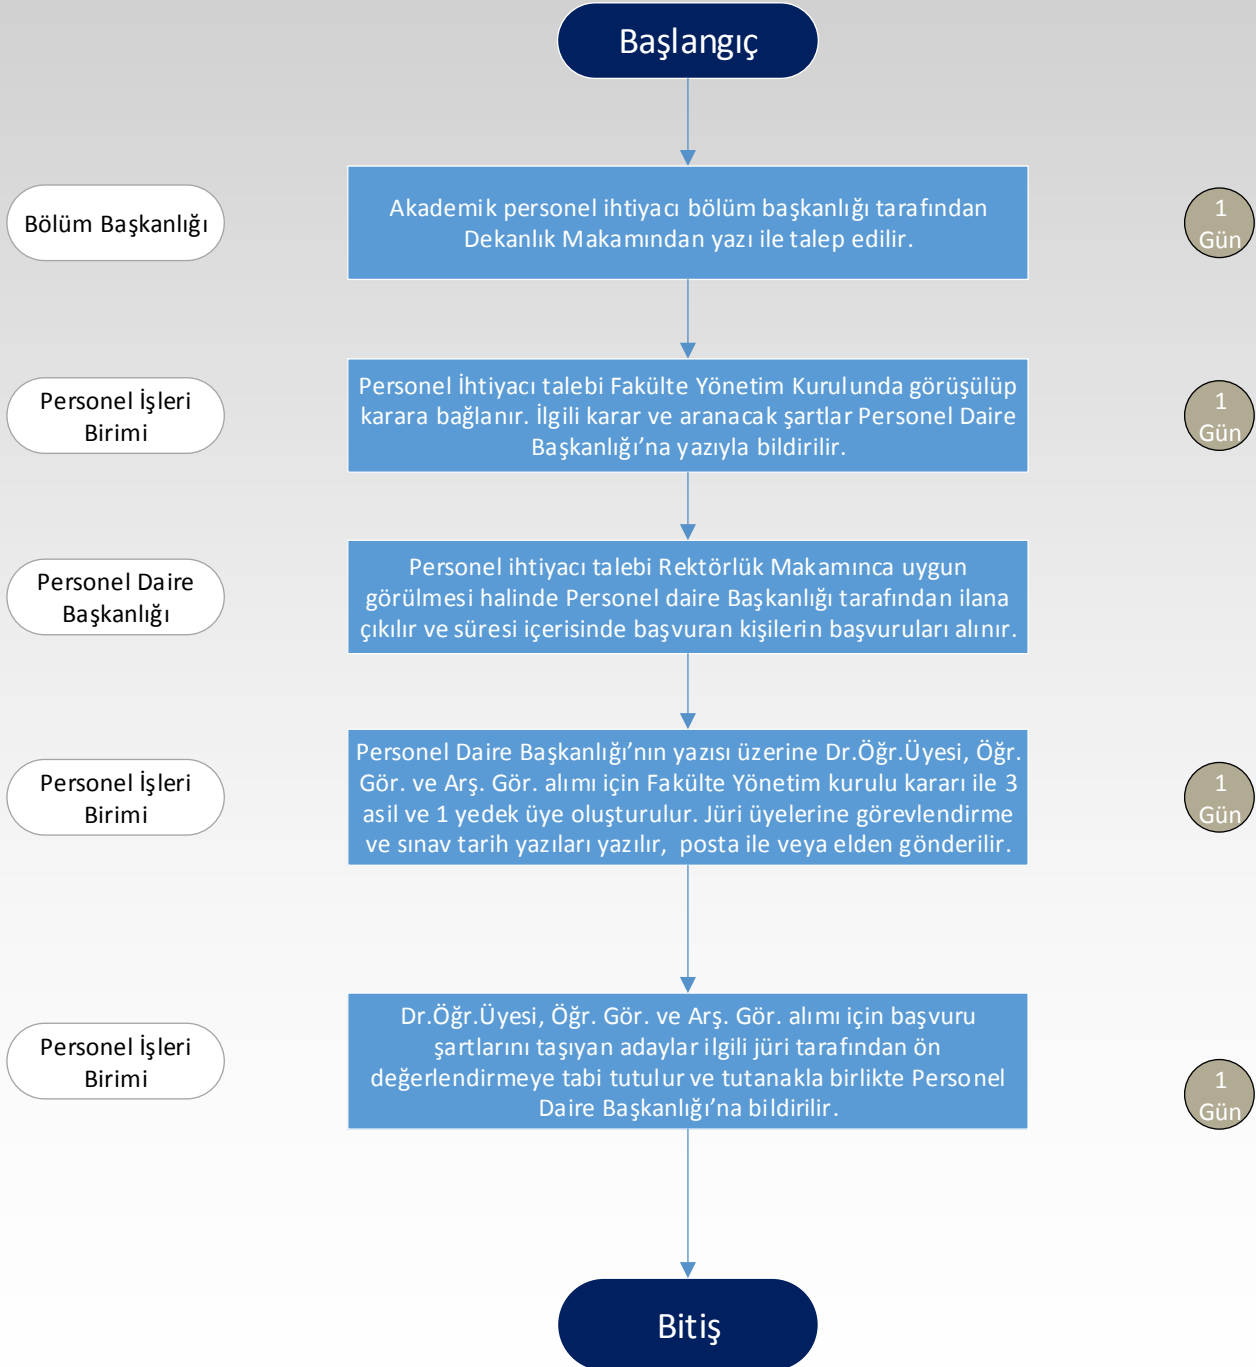 Başlangıç
Bölüm Başkanlığı
Akademik personel ihtiyacı bölüm başkanlığı tarafından
Dekanlık Makamından yazı ile talep edilir.
1
Gün
Personel İşleri
Birimi
Personel İhtiyacı talebi Fakülte Yönetim Kurulunda görüşülüp
karara bağlanır. İlgili karar ve aranacak şartlar Personel Daire
Başkanlığı’na yazıyla bildirilir.
1
Gün
Personel Daire
Başkanlığı
Personel ihtiyacı talebi Rektörlük Makamınca uygun
görülmesi halinde Personel daire Başkanlığı tarafından ilana
çıkılır ve süresi içerisinde başvuran kişilerin başvuruları alınır.
Personel İşleri
Birimi
Personel Daire Başkanlığı’nın yazısı üzerine Dr.Öğr.Üyesi, Öğr.
Gör. ve Arş. Gör. alımı için Fakülte Yönetim kurulu kararı ile 3
asil ve 1 yedek üye oluşturulur. Jüri üyelerine görevlendirme
ve sınav tarih yazıları yazılır, posta ile veya elden gönderilir.
1
Gün
Personel İşleri
Birimi
Dr.Öğr.Üyesi, Öğr. Gör. ve Arş. Gör. alımı için başvuru
şartlarını taşıyan adaylar ilgili jüri tarafından ön
değerlendirmeye tabi tutulur ve tutanakla birlikte Personel
Daire Başkanlığı’na bildirilir.
1
Gün
Bitiş